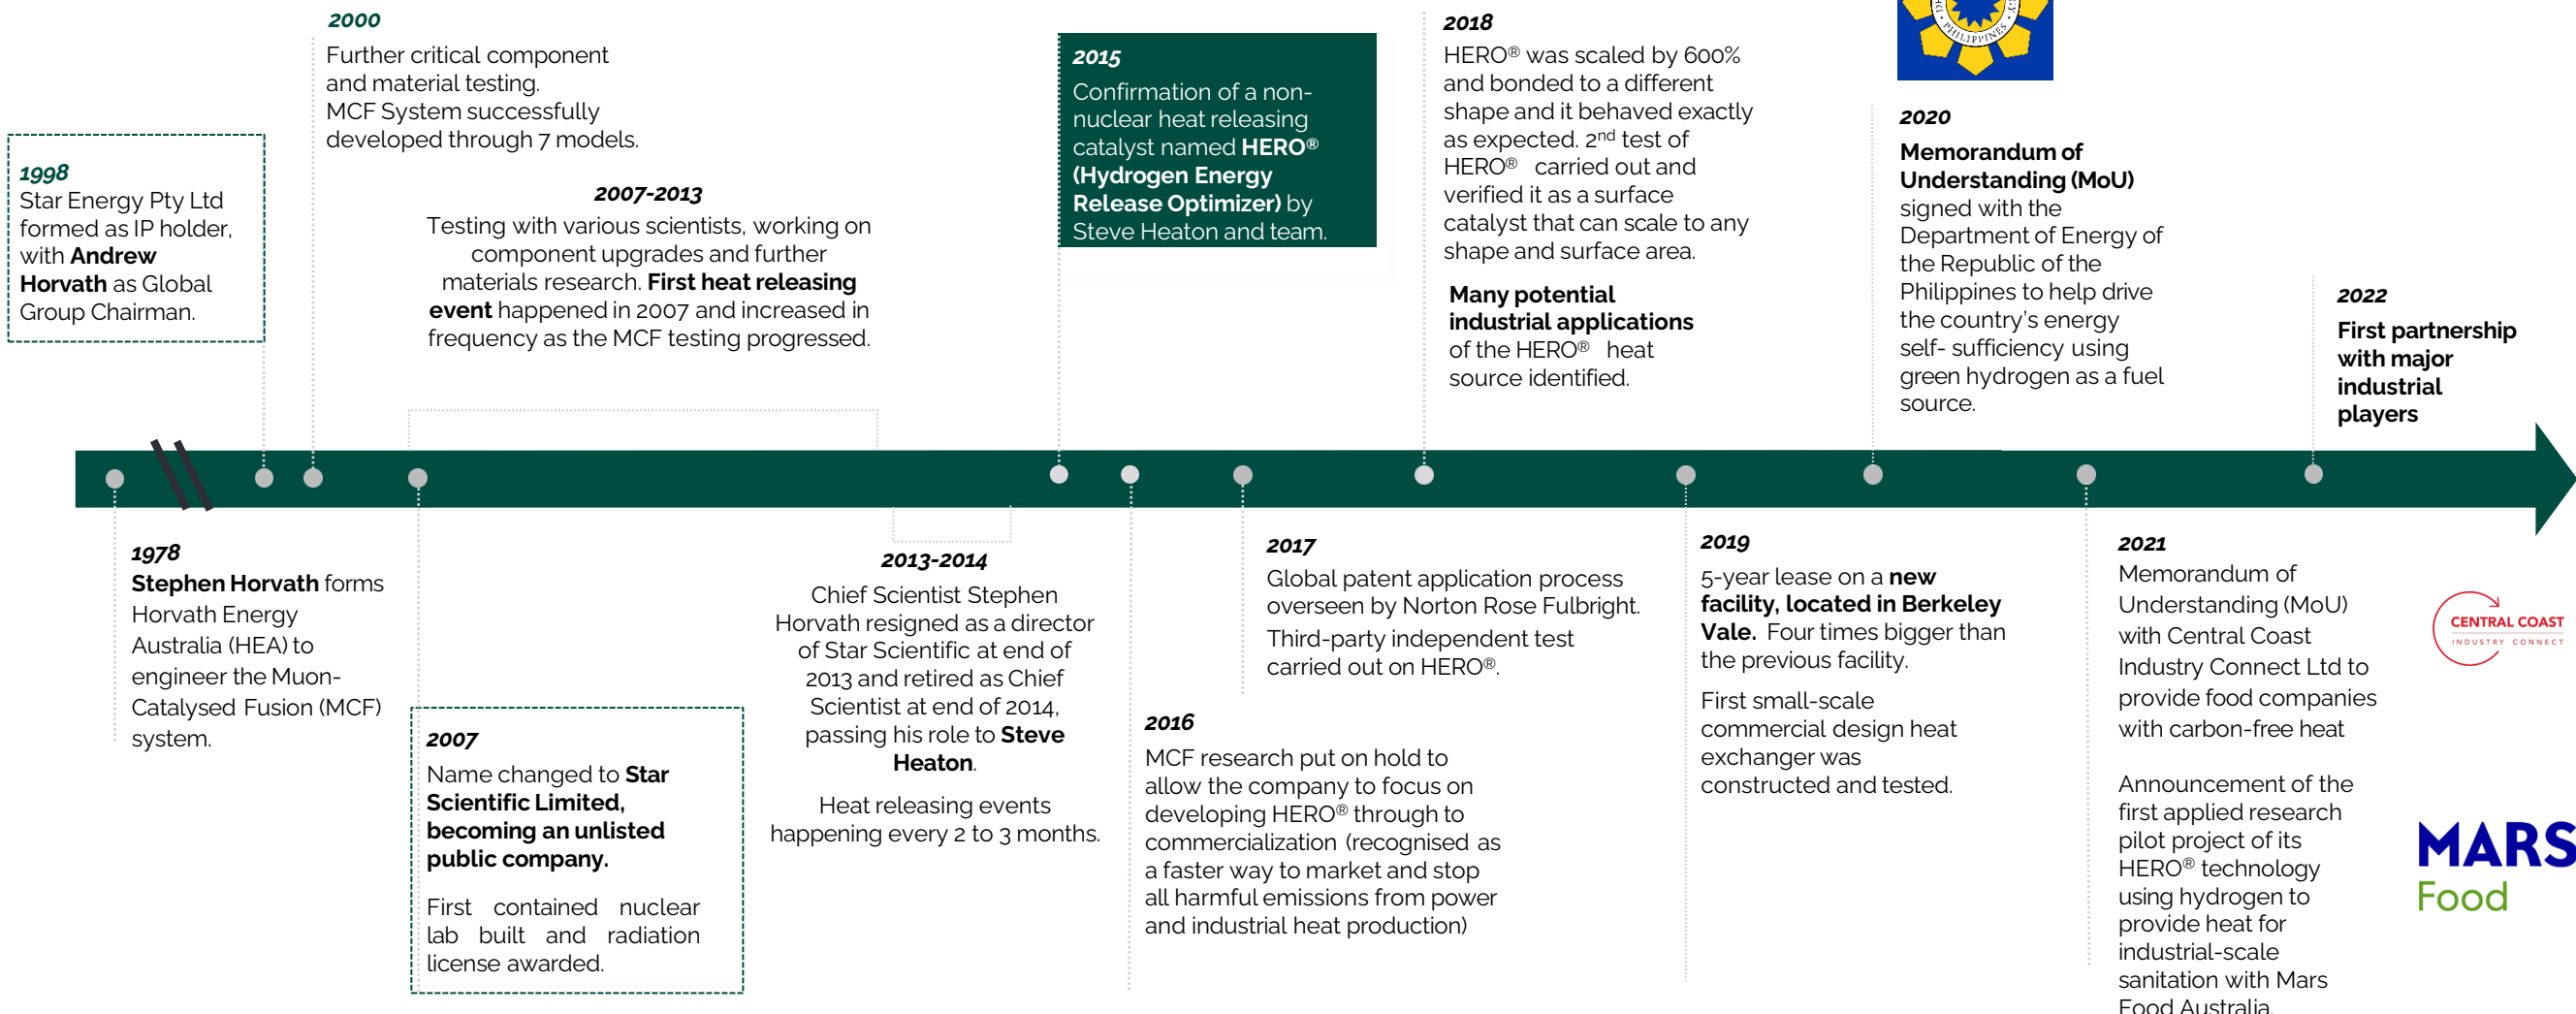 1978
Stephen Horvath forms
Horvath Energy
Australia (HEA) to
engineer the Muon-
Catalysed Fusion (MCF)
system.
1998
Star Energy Pty Ltd
formed as IP holder,
with Andrew
Horvath as Global
Group Chairman.
2000
Further critical component
and material testing.
MCF System successfully
developed through 7 models.
2007-2013
Testing with various scientists, working on
component upgrades and further
materials research. First heat releasing
event happened in 2007 and increased in
frequency as the MCF testing progressed.
2007
Name changed to Star
Scientific Limited,
becoming an unlisted
public company.
First contained nuclear
lab built and radiation
license awarded.
2013-2014
Chief Scientist Stephen
Horvath resigned as a director
of Star Scientific at end of
2013 and retired as Chief
Scientist at end of 2014,
passing his role to Steve
Heaton.
Heat releasing events
happening every 2 to 3 months.
2015
Confirmation of a non-
nuclear heat releasing
catalyst named HERO®
(Hydrogen Energy
Release Optimizer) by
Steve Heaton and team.
2016
MCF research put on hold to
allow the company to focus on
developing HERO® through to
commercialization (recognised as
a faster way to market and stop
all harmful emissions from power
and industrial heat production)
2017
Global patent application process
overseen by Norton Rose Fulbright.
Third-party independent test
carried out on HERO®.
2018
HERO® was scaled by 600%
and bonded to a different
shape and it behaved exactly
as expected. 2nd test of
HERO® carried out and
verified it as a surface
catalyst that can scale to any
shape and surface area.
Many potential
industrial applications
of the HERO® heat
source identified.
2019
5-year lease on a new
facility, located in Berkeley
Vale. Four times bigger than
the previous facility.
First small-scale
commercial design heat
exchanger was
constructed and tested.
PHILIPPINES
2020
Memorandum of
Understanding (MoU)
signed with the
Department of Energy of
the Republic of the
Philippines to help drive
the country's energy
self- sufficiency using
green hydrogen as a fuel
source.
2021
Memorandum of
Understanding (MoU)
with Central Coast
Industry Connect Ltd to
provide food companies
with carbon-free heat
Announcement of the
first applied research
pilot project of its
HERO® technology
using hydrogen to
provide heat for
industrial-scale
sanitation with Mars
Food Australia.
CENTRAL COAST
INDUSTRY CONNECT
MARS
Food
2022
First partnership
with major
industrial
players